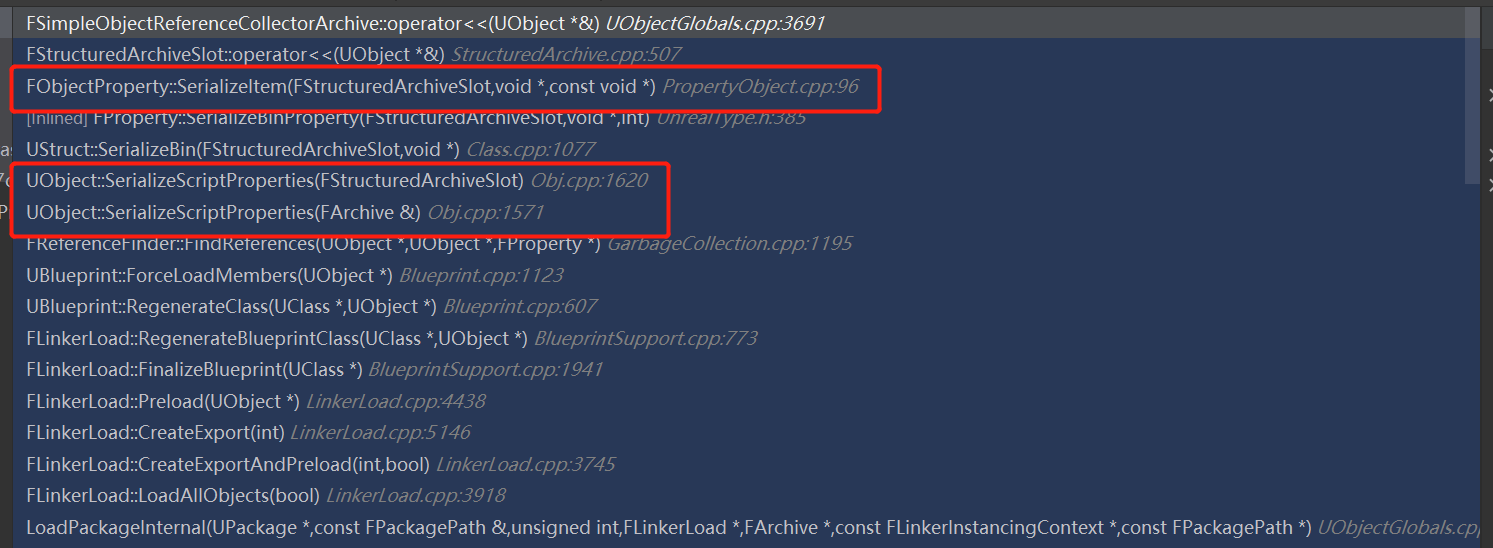 FSimpleObjectReferenceCollectorArchive::operator<<(UObject *&) UObjectGlobals.cpp:3691
FStructuredArchiveSlot::operator<<(UObject *&) StructuredArchive.cpp:507
FObjectProperty::SerializeItem(FStructuredArchiveSlot,void *,const void *) PropertyObject.cpp:96
[Inlined] FProperty::SerializeBinProperty(FStructuredArchiveSlot,void *,int) UnrealType.h:385
UStruct::SerializeBin(FStructuredArchiveSlot,void *) Class.cpp:1077
UObject::SerializeScriptProperties(FStructuredArchiveSlot) Obj.cpp:1620
UObject::SerializeScriptProperties(FArchive &) Obj.cpp:1571
FReferenceFinder::FindReferences(UObject *,UObject *,FProperty *) GarbageCollection.cpp:1195
UBlueprint::ForceLoadMembers(UObject *) Blueprint.cpp:1123
UBlueprint::RegenerateClass(UClass *,UObject *) Blueprint.cpp:607
FLinkerLoad::RegenerateBlueprintClass(UClass *,UObject *) BlueprintSupport.cpp:773
FLinkerLoad::FinalizeBlueprint(UClass *) BlueprintSupport.cpp:1941
FLinkerLoad::Preload(UObject *) LinkerLoad.cpp:4438
FLinkerLoad::CreateExport(int) LinkerLoad.cpp:5146
FLinkerLoad::CreateExportAndPreload(int,bool) LinkerLoad.cpp:3745
FLinkerLoad::LoadAllObjects(bool) LinkerLoad.cpp:3918
LoadPackageInternal(UPackage *,const FPackagePath &,unsigned int,FLinkerLoad *,FArchive *,const FLinkerInstancingContext *,const FPackagePath *) UObjectGlobals.cpp